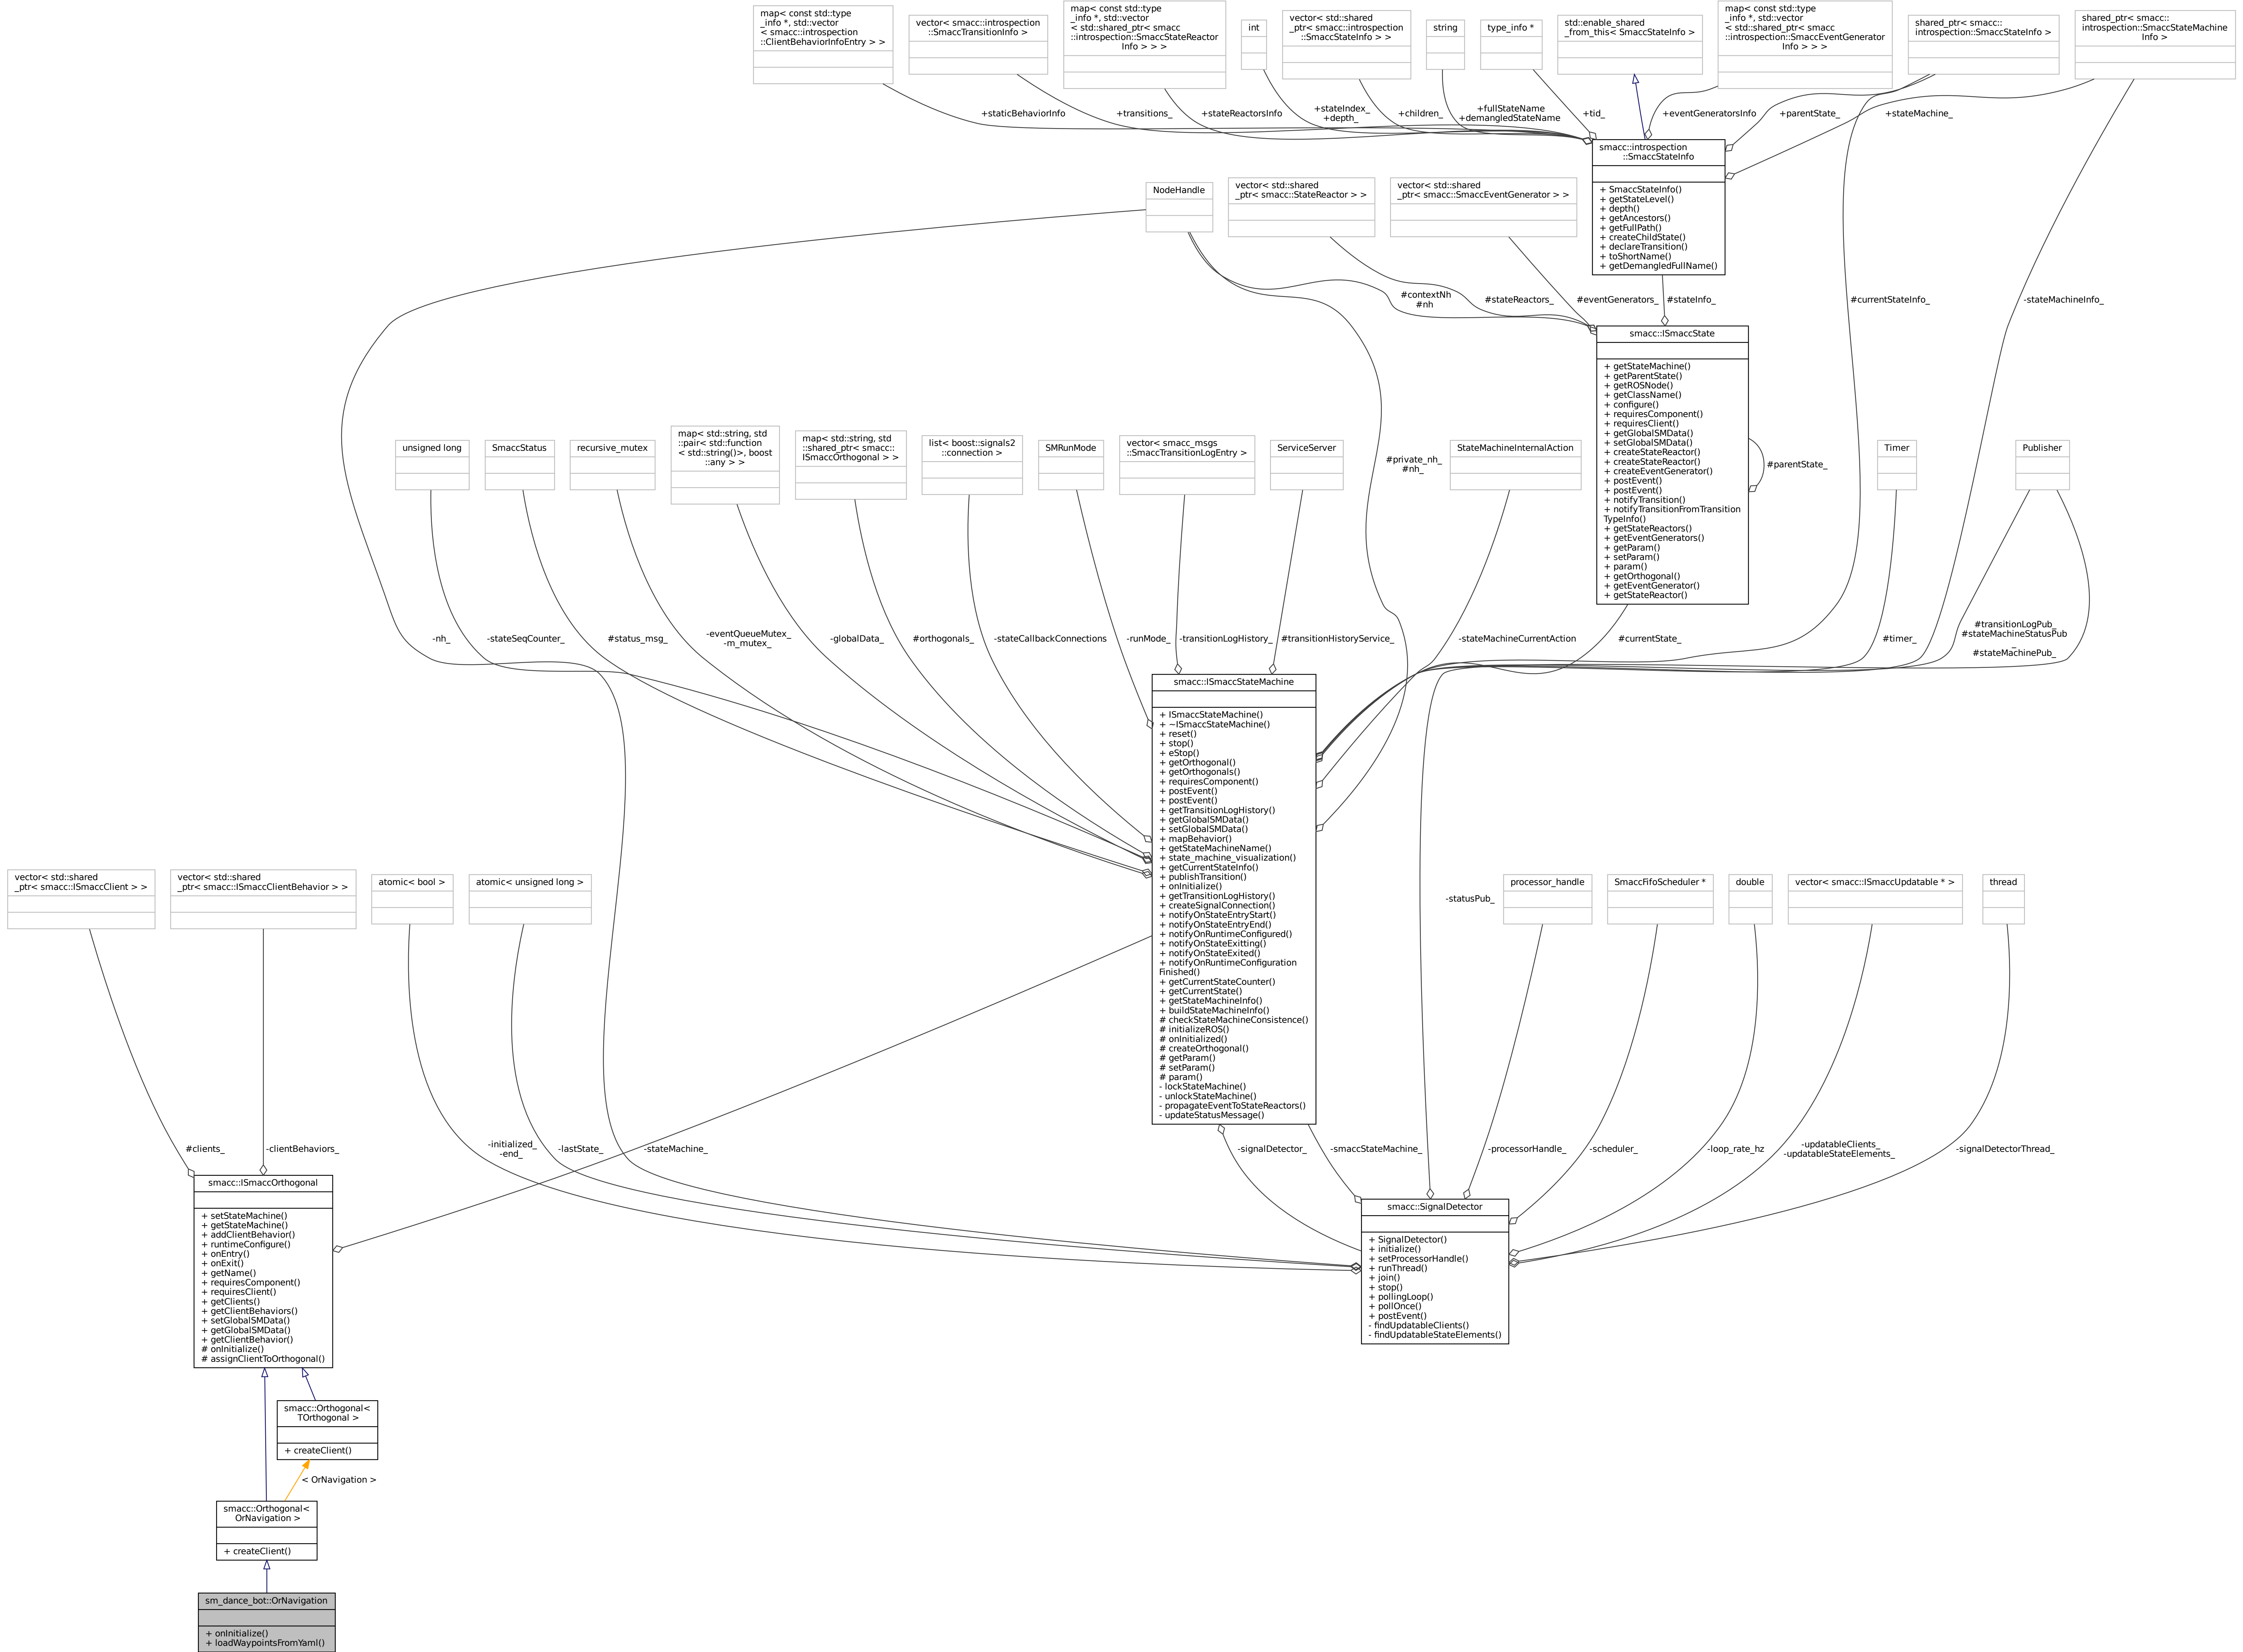 map< const std::type
_info *, std::vector
< smacc::introspection
::ClientBehaviorInfoEntry > >
vector< smacc::introspection
::SmaccTransitionInfo >
map< const std::type
_info *, std::vector
< std::shared_ptr< smacc
::introspection::SmaccStateReactor
Info > > >
int
vector< std::shared
_ptr< smacc::introspection
::SmaccStateInfo > >
string
type_info *
std::enable_shared
_from_this< SmaccStateInfo >
map< const std::type
_info *, std::vector
< std::shared_ptr< smacc
::introspection::SmaccEventGenerator
Info > > >
shared_ptr< smacc::
introspection::SmaccStateInfo >
shared_ptr< smacc::
introspection::SmaccStateMachine
Info >
+staticBehaviorInfo
+transitions_
+stateReactorsInfo
+stateIndex_
+depth_
+children_
+fullStateName
+demangledStateName
+tid_
+eventGeneratorsInfo
+parentState_
+stateMachine_
smacc::introspection
::SmaccStateInfo
+ SmaccStateInfo()
+ getStateLevel()
+ depth()
+ getAncestors()
+ getFullPath()
+ createChildState()
+ declareTransition()
+ toShortName()
+ getDemangledFullName()
NodeHandle
vector< std::shared
_ptr< smacc::StateReactor > >
vector< std::shared
_ptr< smacc::SmaccEventGenerator > >
#contextNh
#nh
#stateReactors_
#eventGenerators_
#stateInfo_
#currentStateInfo_
-stateMachineInfo_
smacc::ISmaccState
+ getStateMachine()
+ getParentState()
+ getROSNode()
+ getClassName()
+ configure()
+ requiresComponent()
+ requiresClient()
+ getGlobalSMData()
+ setGlobalSMData()
+ createStateReactor()
+ createStateReactor()
+ createEventGenerator()
+ postEvent()
+ postEvent()
+ notifyTransition()
+ notifyTransitionFromTransition
TypeInfo()
+ getStateReactors()
+ getEventGenerators()
+ getParam()
+ setParam()
+ param()
+ getOrthogonal()
+ getEventGenerator()
+ getStateReactor()
#parentState_
unsigned long
SmaccStatus
recursive_mutex
map< std::string, std
::pair< std::function
< std::string()>, boost
::any > >
map< std::string, std
::shared_ptr< smacc::
ISmaccOrthogonal > >
list< boost::signals2
::connection >
SMRunMode
vector< smacc_msgs
::SmaccTransitionLogEntry >
ServiceServer
#private_nh_
#nh_
StateMachineInternalAction
Timer
Publisher
-nh_
-stateSeqCounter_
#status_msg_
-eventQueueMutex_
-m_mutex_
-globalData_
#orthogonals_
-stateCallbackConnections
-runMode_
-transitionLogHistory_
#transitionHistoryService_
-stateMachineCurrentAction
#currentState_
#timer_
#transitionLogPub_
#stateMachineStatusPub
_
#stateMachinePub_
smacc::ISmaccStateMachine
+ ISmaccStateMachine()
+ ~ISmaccStateMachine()
+ reset()
+ stop()
+ eStop()
+ getOrthogonal()
+ getOrthogonals()
+ requiresComponent()
+ postEvent()
+ postEvent()
+ getTransitionLogHistory()
+ getGlobalSMData()
+ setGlobalSMData()
+ mapBehavior()
+ getStateMachineName()
+ state_machine_visualization()
+ getCurrentStateInfo()
+ publishTransition()
+ onInitialize()
+ getTransitionLogHistory()
+ createSignalConnection()
+ notifyOnStateEntryStart()
+ notifyOnStateEntryEnd()
+ notifyOnRuntimeConfigured()
+ notifyOnStateExitting()
+ notifyOnStateExited()
+ notifyOnRuntimeConfiguration
Finished()
+ getCurrentStateCounter()
+ getCurrentState()
+ getStateMachineInfo()
+ buildStateMachineInfo()
# checkStateMachineConsistence()
# initializeROS()
# onInitialized()
# createOrthogonal()
# getParam()
# setParam()
# param()
- lockStateMachine()
- unlockStateMachine()
- propagateEventToStateReactors()
- updateStatusMessage()
vector< std::shared
_ptr< smacc::ISmaccClient > >
vector< std::shared
_ptr< smacc::ISmaccClientBehavior > >
atomic< bool >
atomic< unsigned long >
-statusPub_
processor_handle
SmaccFifoScheduler *
double
vector< smacc::ISmaccUpdatable * >
thread
#clients_
-clientBehaviors_
-initialized_
-end_
-lastState_
-stateMachine_
-signalDetector_
-smaccStateMachine_
-processorHandle_
-scheduler_
-loop_rate_hz
-updatableClients_
-updatableStateElements_
-signalDetectorThread_
smacc::ISmaccOrthogonal
+ setStateMachine()
+ getStateMachine()
+ addClientBehavior()
+ runtimeConfigure()
+ onEntry()
+ onExit()
+ getName()
+ requiresComponent()
+ requiresClient()
+ getClients()
+ getClientBehaviors()
+ setGlobalSMData()
+ getGlobalSMData()
+ getClientBehavior()
# onInitialize()
# assignClientToOrthogonal()
smacc::SignalDetector
+ SignalDetector()
+ initialize()
+ setProcessorHandle()
+ runThread()
+ join()
+ stop()
+ pollingLoop()
+ pollOnce()
+ postEvent()
- findUpdatableClients()
- findUpdatableStateElements()
smacc::Orthogonal<
TOrthogonal >
+ createClient()
< OrNavigation >
smacc::Orthogonal<
OrNavigation >
+ createClient()
sm_dance_bot::OrNavigation
+ onInitialize()
+ loadWaypointsFromYaml()